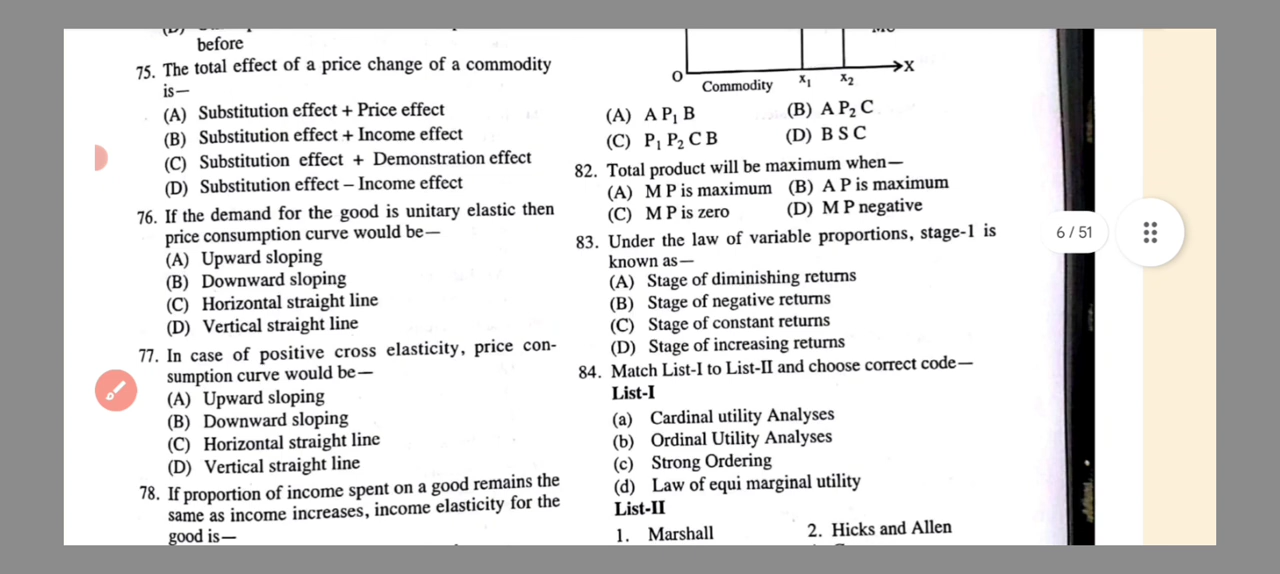 before
75. The total effect of a price change of a commodity
is—
(A) Substitution effect + Price effect
(B) Substitution effect + Income effect
(C) Substitution effect + Demonstration effect
(D) Substitution effect – Income effect
76. If the demand for the good is unitary elastic then
price consumption curve would be—
(A) Upward sloping
(B) Downward sloping
(C) Horizontal straight line
(D) Vertical straight line
77. In case of positive cross elasticity, price con-
sumption curve would be—
(A) Upward sloping
(B) Downward sloping
(C) Horizontal straight line
(D) Vertical straight line
78. If proportion of income spent on a good remains the
same as income increases, income elasticity for the
good is—
O Commodity x₁ x₂ X
(A) A P₁ B (B) A P₂ C
(C) P₁ P₂ C B (D) B S C
82. Total product will be maximum when—
(A) M P is maximum (B) A P is maximum
(C) M P is zero (D) M P negative
83. Under the law of variable proportions, stage-1 is
known as—
(A) Stage of diminishing returns
(B) Stage of negative returns
(C) Stage of constant returns
(D) Stage of increasing returns
84. Match List-I to List-II and choose correct code—
List-I
(a) Cardinal utility Analyses
(b) Ordinal Utility Analyses
(c) Strong Ordering
(d) Law of equi marginal utility
List-II
1. Marshall 2. Hicks and Allen
6 / 51